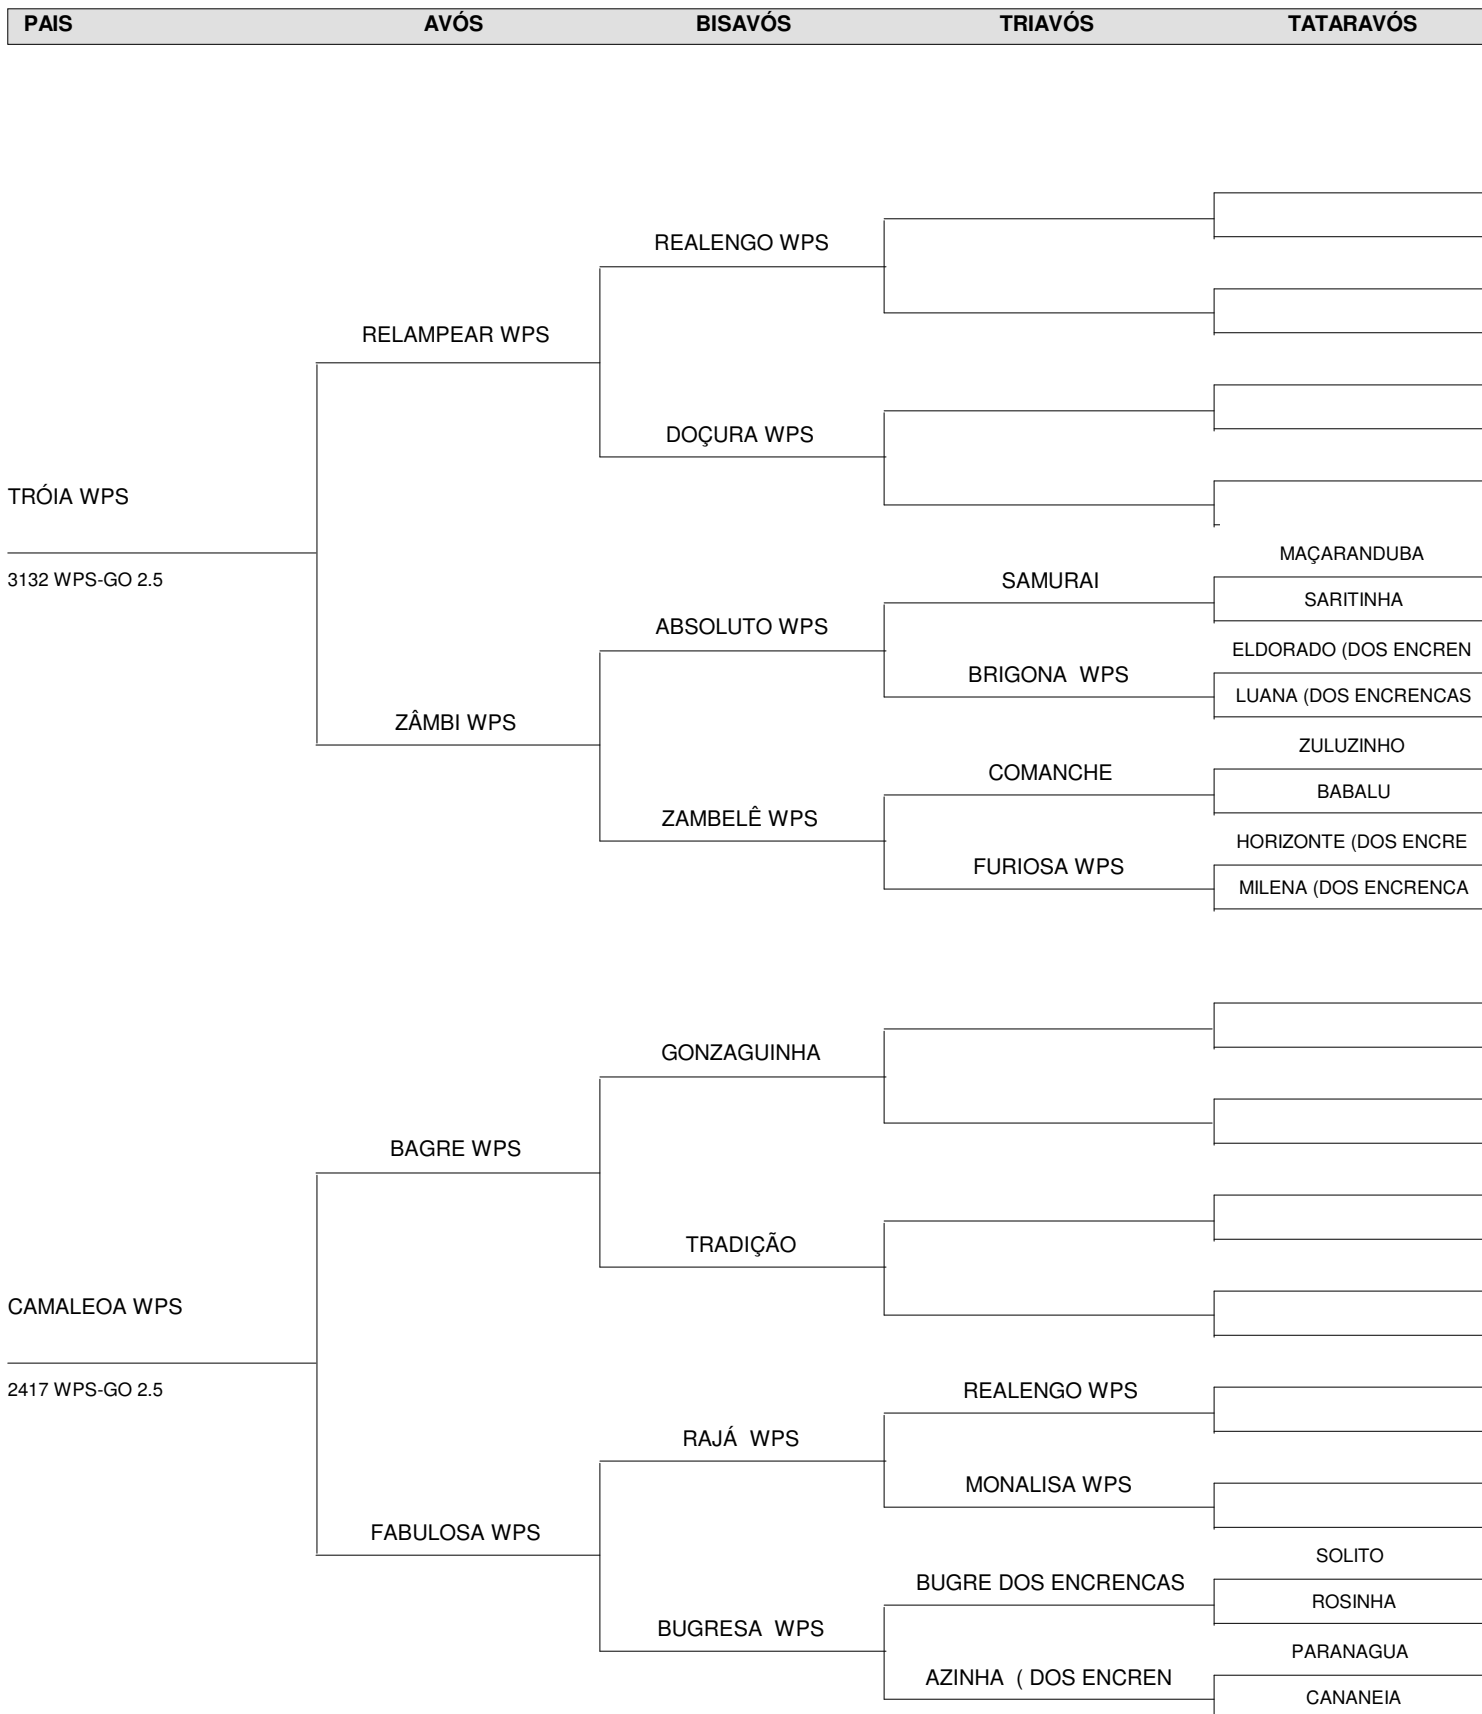 PAIS AVÓS BISAVÓS TRIAVÓS TATARAVÓS
REALENGO WPS
RELAMPEAR WPS
DOÇURA WPS
TRÓIA WPS
3132 WPS-GO 2.5
MAÇARANDUBA
SAMURAI
SARITINHA
ABSOLUTO WPS
ELDORADO (DOS ENCREN
BRIGONA  WPS
LUANA (DOS ENCRENCAS
ZÂMBI WPS
ZULUZINHO
COMANCHE
BABALU
ZAMBELÊ WPS
HORIZONTE (DOS ENCRE
FURIOSA WPS
MILENA (DOS ENCRENCA
GONZAGUINHA
BAGRE WPS
TRADIÇÃO
CAMALEOA WPS
2417 WPS-GO 2.5
REALENGO WPS
RAJÁ  WPS
MONALISA WPS
FABULOSA WPS
SOLITO
BUGRE DOS ENCRENCAS
ROSINHA
BUGRESA  WPS
PARANAGUA
AZINHA  ( DOS ENCREN
CANANEIA